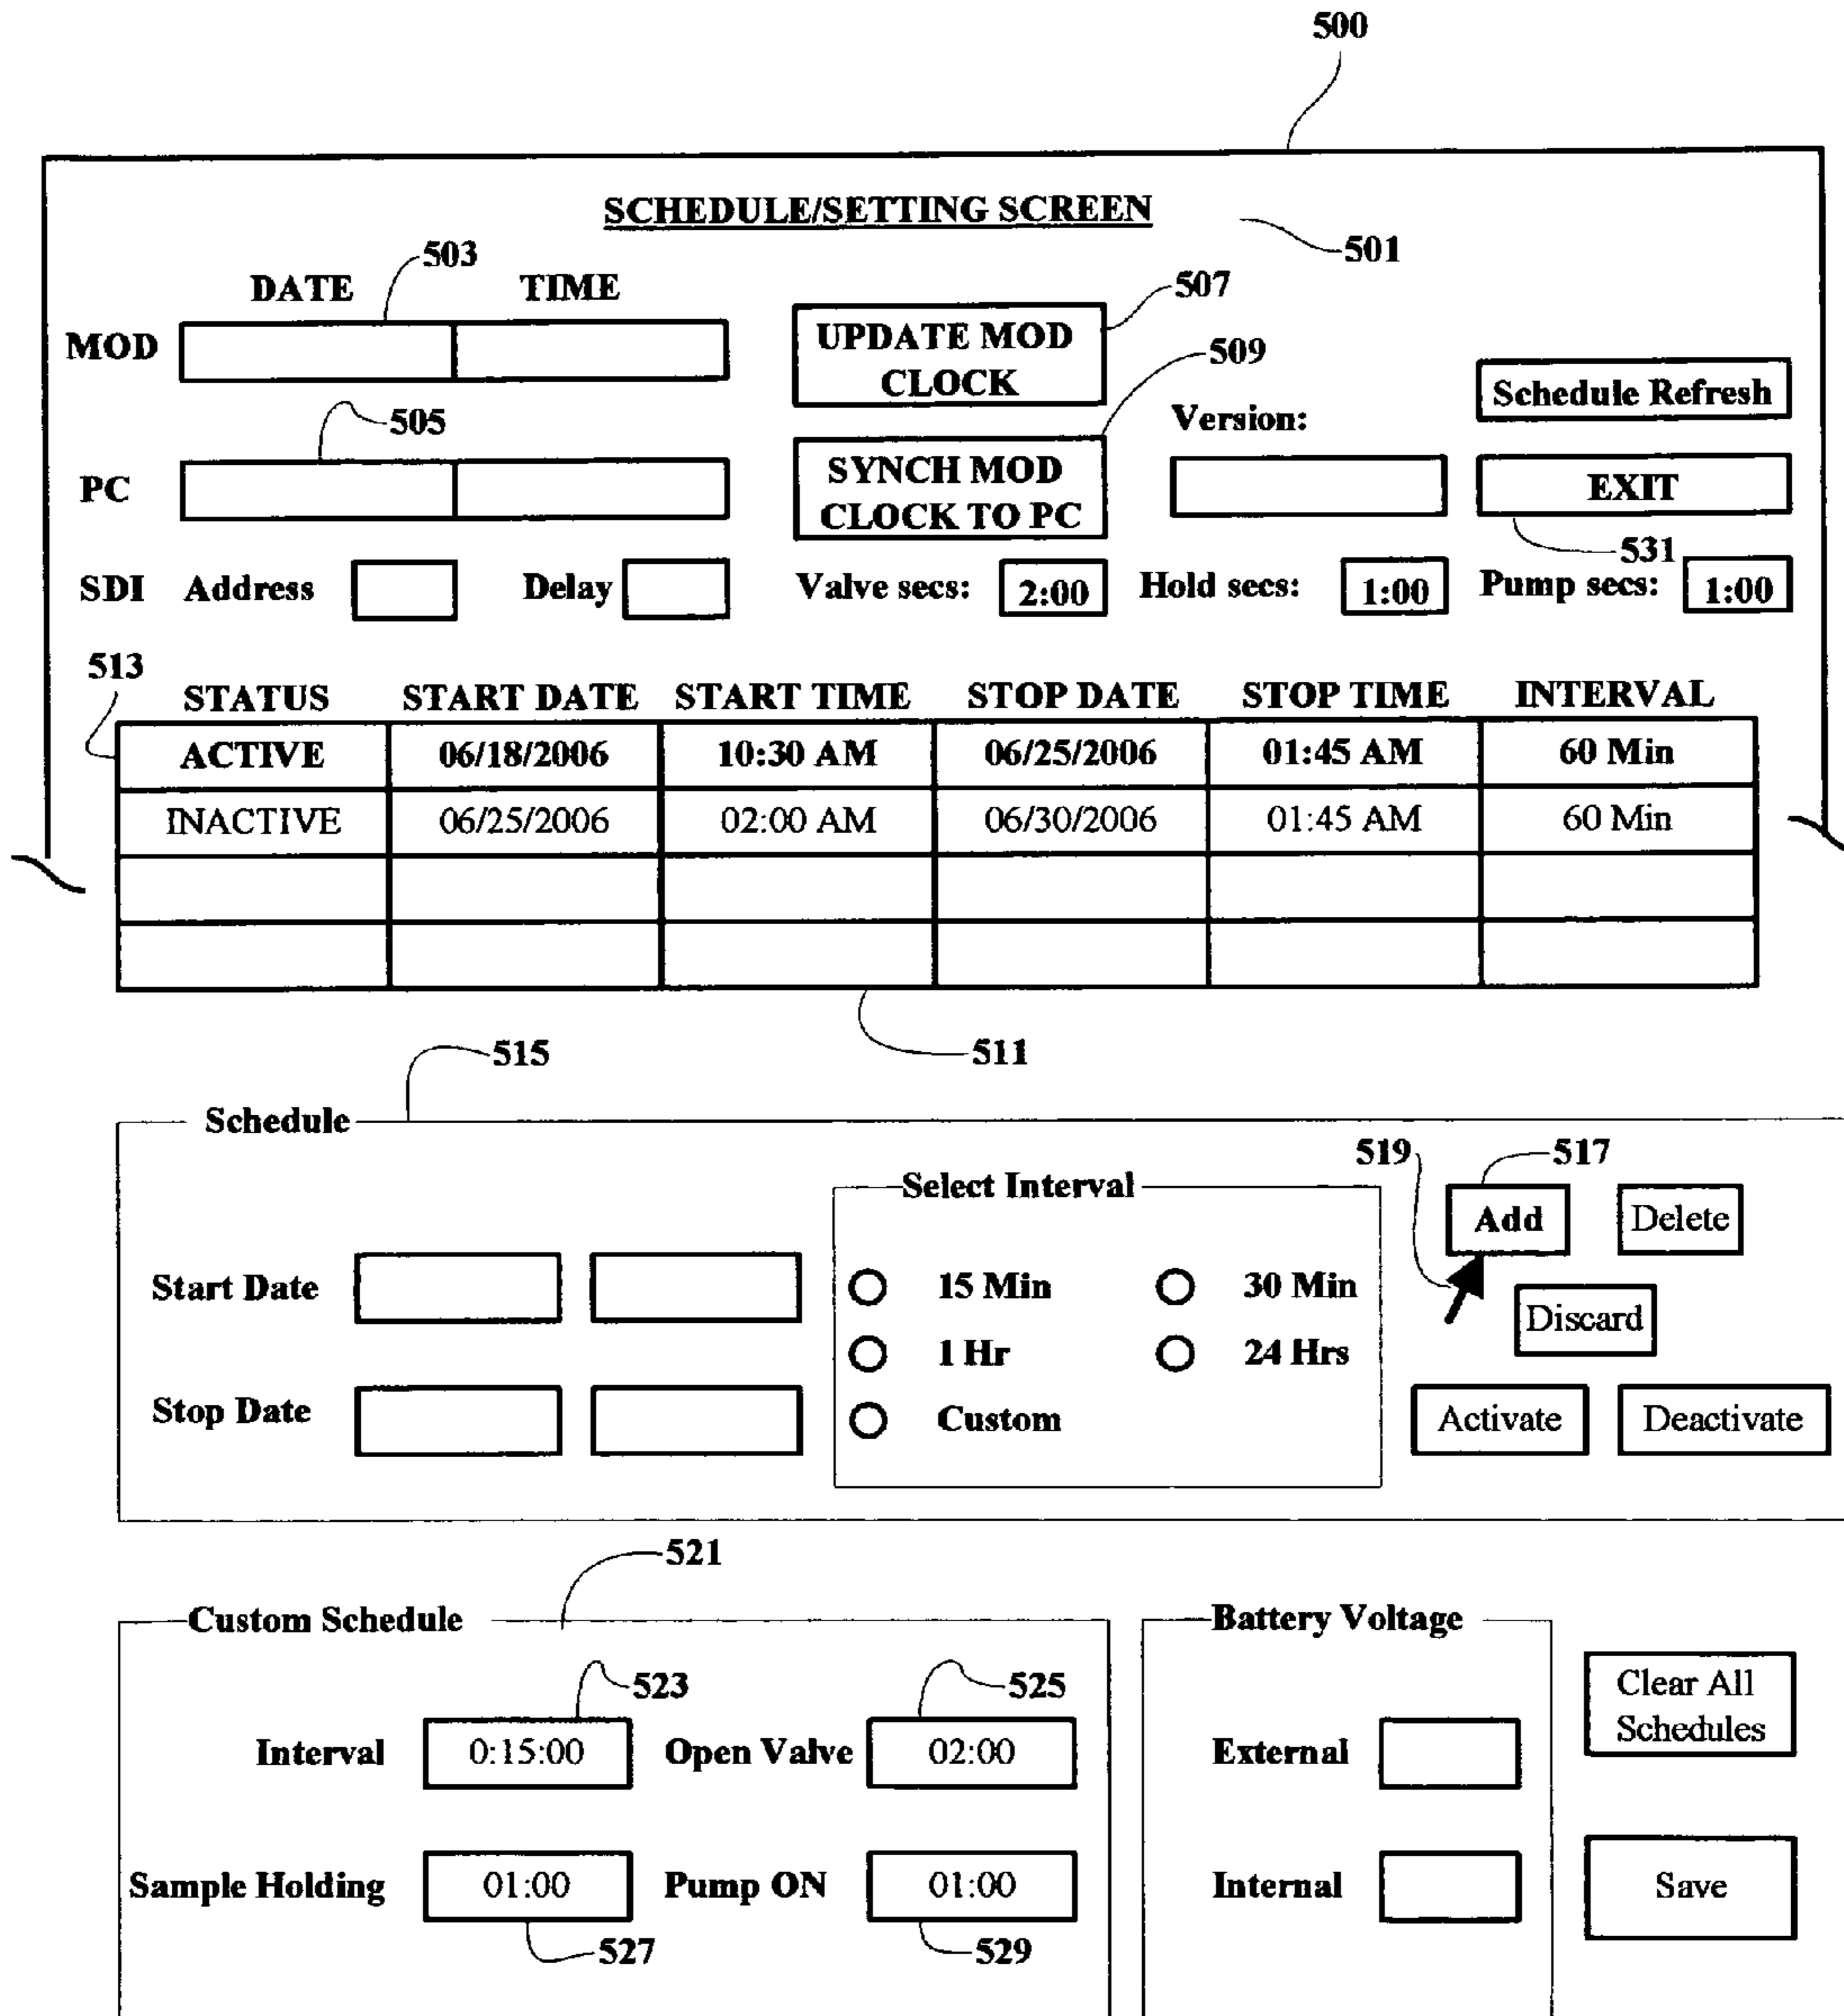 500
SCHEDULE/SETTING SCREEN
501
503
DATE TIME
507
MOD
UPDATE MOD
CLOCK
509
Schedule Refresh
505
Version:
PC
SYNCH MOD
CLOCK TO PC
EXIT
531
SDI Address Delay Valve secs: 2:00 Hold secs: 1:00 Pump secs: 1:00
513
STATUS START DATE START TIME STOP DATE STOP TIME INTERVAL
ACTIVE 06/18/2006 10:30 AM 06/25/2006 01:45 AM 60 Min
INACTIVE 06/25/2006 02:00 AM 06/30/2006 01:45 AM 60 Min
511
515
Schedule
519
517
Select Interval
Add Delete
Start Date
15 Min 30 Min
Discard
1 Hr 24 Hrs
Stop Date
Custom
Activate Deactivate
521
Custom Schedule
Battery Voltage
523
525
Clear All
Schedules
Interval 0:15:00 Open Valve 02:00
External
Sample Holding 01:00 Pump ON 01:00
Internal
Save
527
529